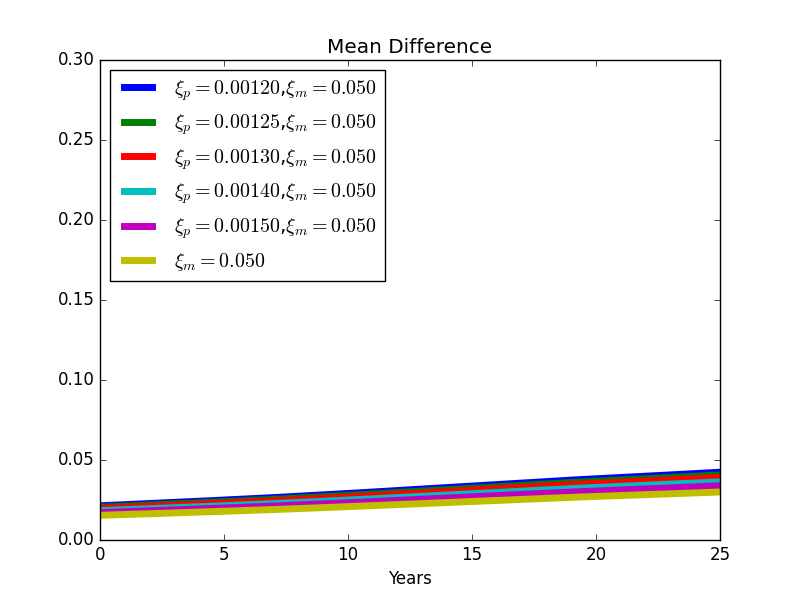 Mean Difference
0.30
0.25
0.20
0.15
0.10
0.05
0.00
ξp = 0.00120,ξm = 0.050
ξp = 0.00125,ξm = 0.050
ξp = 0.00130,ξm = 0.050
ξp = 0.00140,ξm = 0.050
ξp = 0.00150,ξm = 0.050
ξm = 0.050
0 5 10 15 20 25
Years